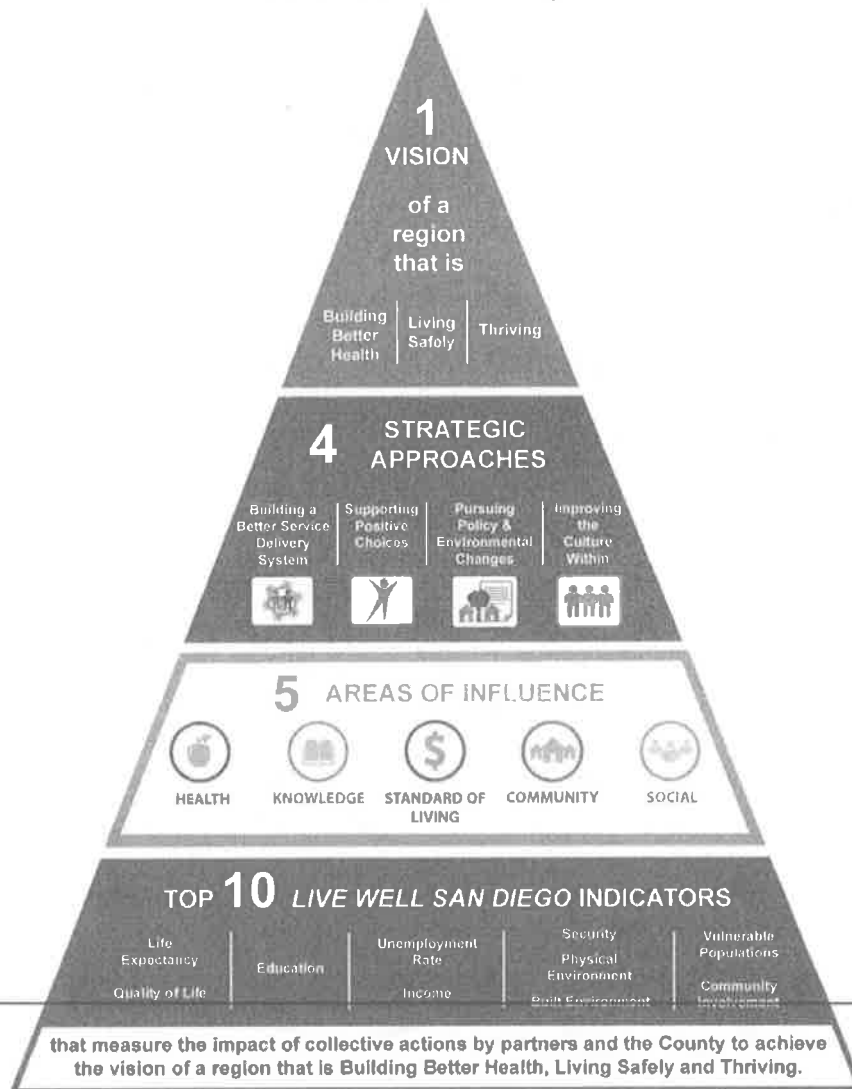 1
VISION
of a
region
that is
Building
Better
Health
Living
Safely
Thriving
4
STRATEGIC
APPROACHES
Building a
Better Service
Delivery
System
Supporting
Positive
Choices
Pursuing
Policy &
Environmental
Changes
Improving
the
Culture
Within
5 AREAS OF INFLUENCE
HEALTH
KNOWLEDGE
STANDARD OF
LIVING
COMMUNITY
SOCIAL
TOP 10 LIVE WELL SAN DIEGO INDICATORS
Life
Expectancy
Quality of Life
Education
Unemployment
Rate
Income
Security
Physical
Environment
Built Environment
Vulnerable
Populations
Community
Involvement
that measure the impact of collective actions by partners and the County to achieve
the vision of a region that is Building Better Health, Living Safely and Thriving.